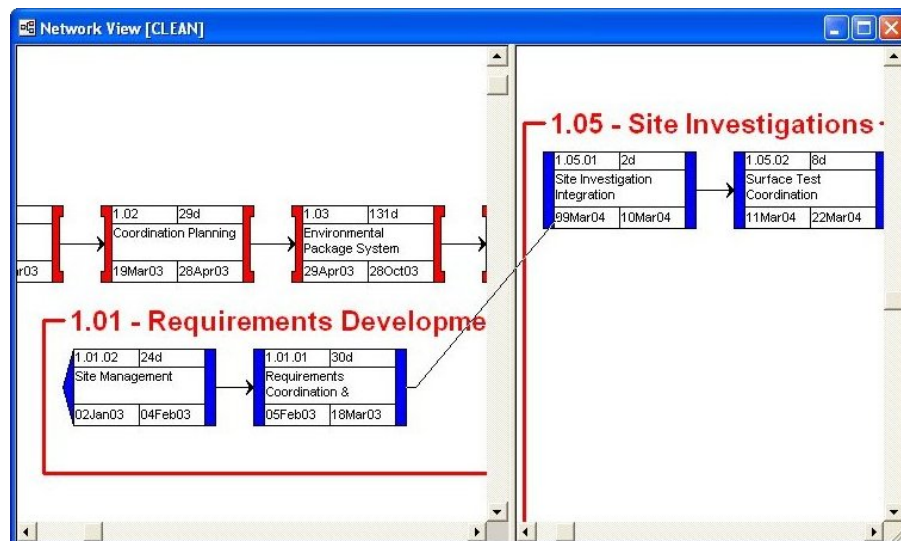 Network View [CLEAN]
ar03
1.02 29d
Coordination Planning
19Mar03 28Apr03
1.03 131d
Environmental
Package System
29Apr03 28Oct03
1.01 - Requirements Developme
1.01.02 24d
Site Management
02Jan03 04Feb03
1.01.01 30d
Requirements
Coordination &
05Feb03 18Mar03
1.05 - Site Investigations
1.05.01 2d
Site Investigation
Integration
09Mar04 10Mar04
1.05.02 8d
Surface Test
Coordination
11Mar04 22Mar04